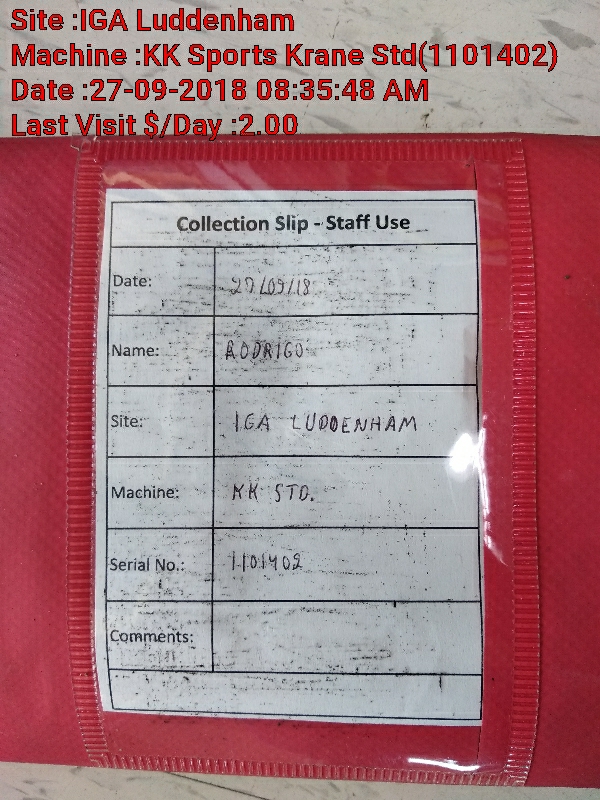 Site :IGA Luddenham
Machine :KK Sports Krane Std(1101402)
Date :27-09-2018 08:35:48 AM
Last Visit $/Day :2.00
Collection Slip - Staff Use
Date: 27/09/18
Name: RODRIGO
Site: IGA LUDDENHAM
Machine: KK STD.
Serial No.: 1101402
Comments: